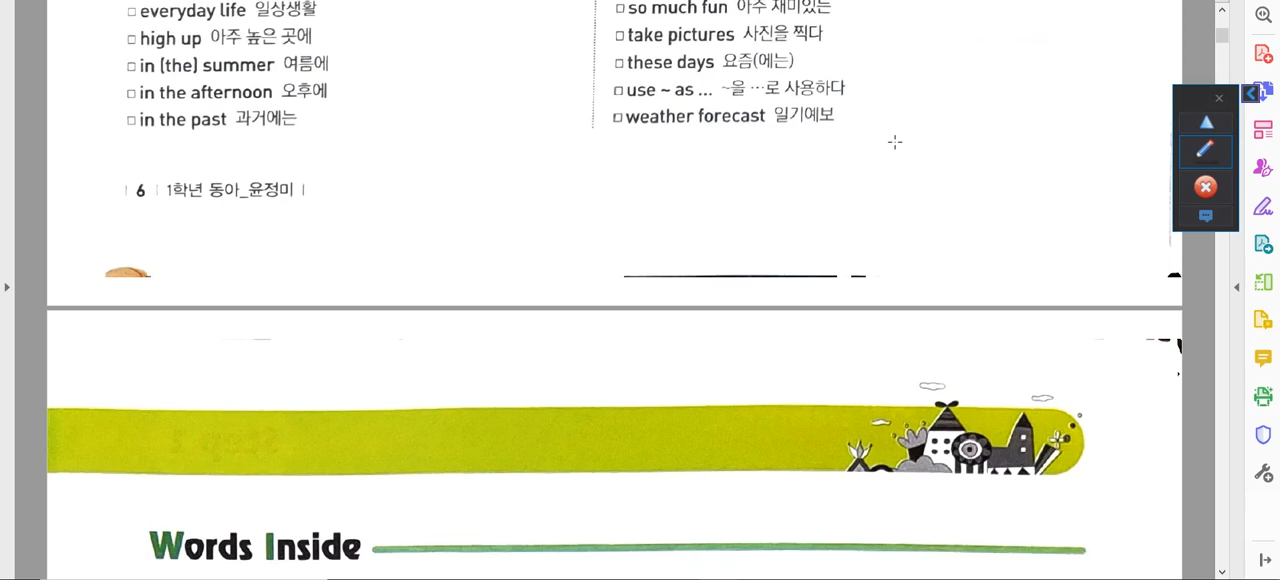 □ everyday life 일상생활
□ high up 아주 높은 곳에
□ in (the) summer 여름에
□ in the afternoon 오후에
□ in the past 과거에는
□ so much fun 아주 재미있는
□ take pictures 사진을 찍다
□ these days 요즘(에는)
□ use ~ as ... ~을 …로 사용하다
□ weather forecast 일기예보
| 6 | 1학년 동아_윤정미 |
Words Inside